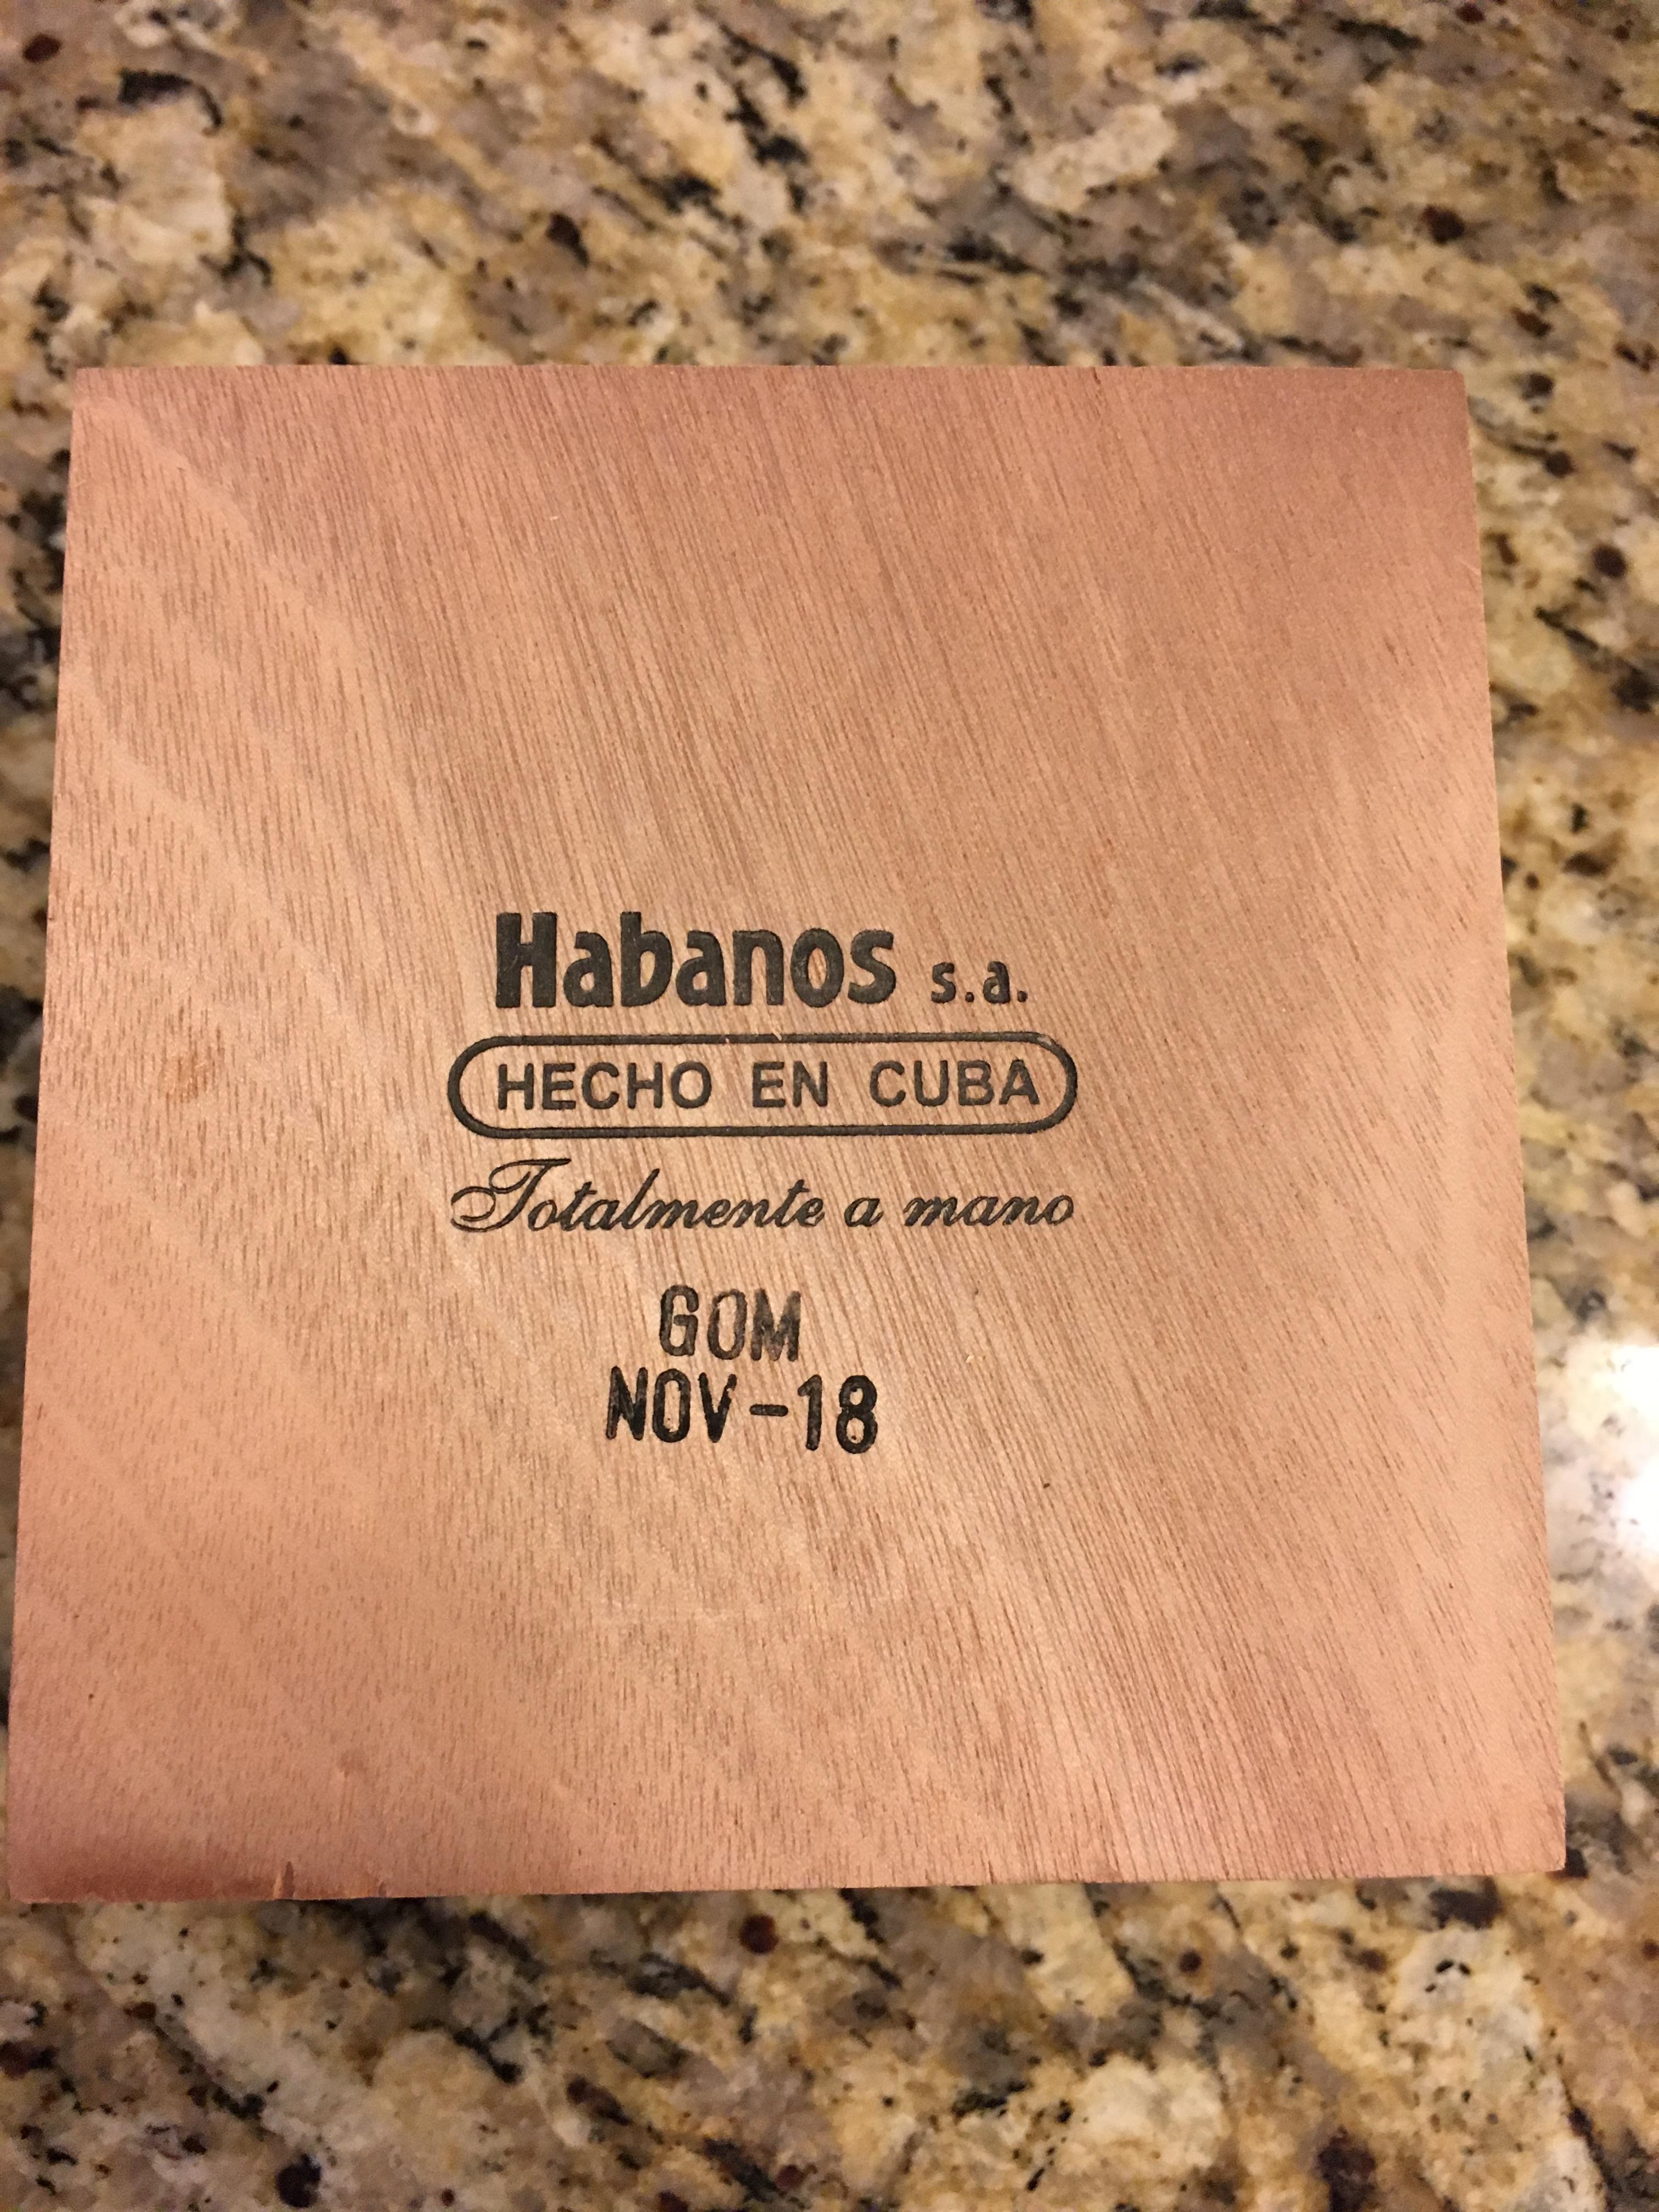 Habanos s.a.
HECHO EN CUBA
Totalmente a mano
GOM
NOV-18